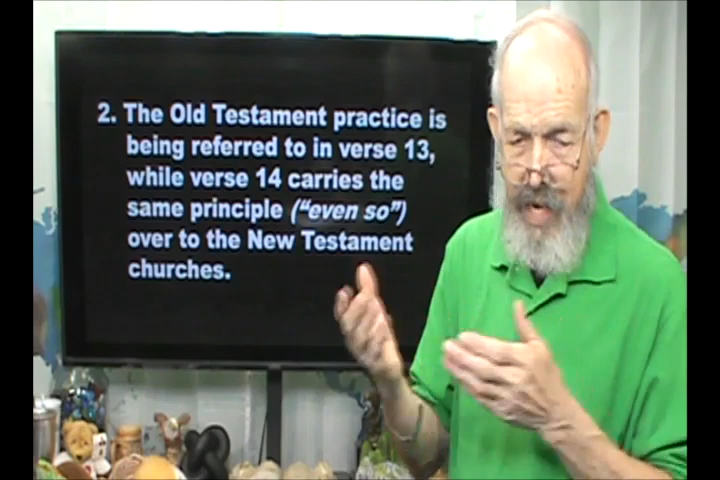 2. The Old Testament practice is
being referred to in verse 13,
while verse 14 carries the
same principle (“even so”)
over to the New Testament
churches.